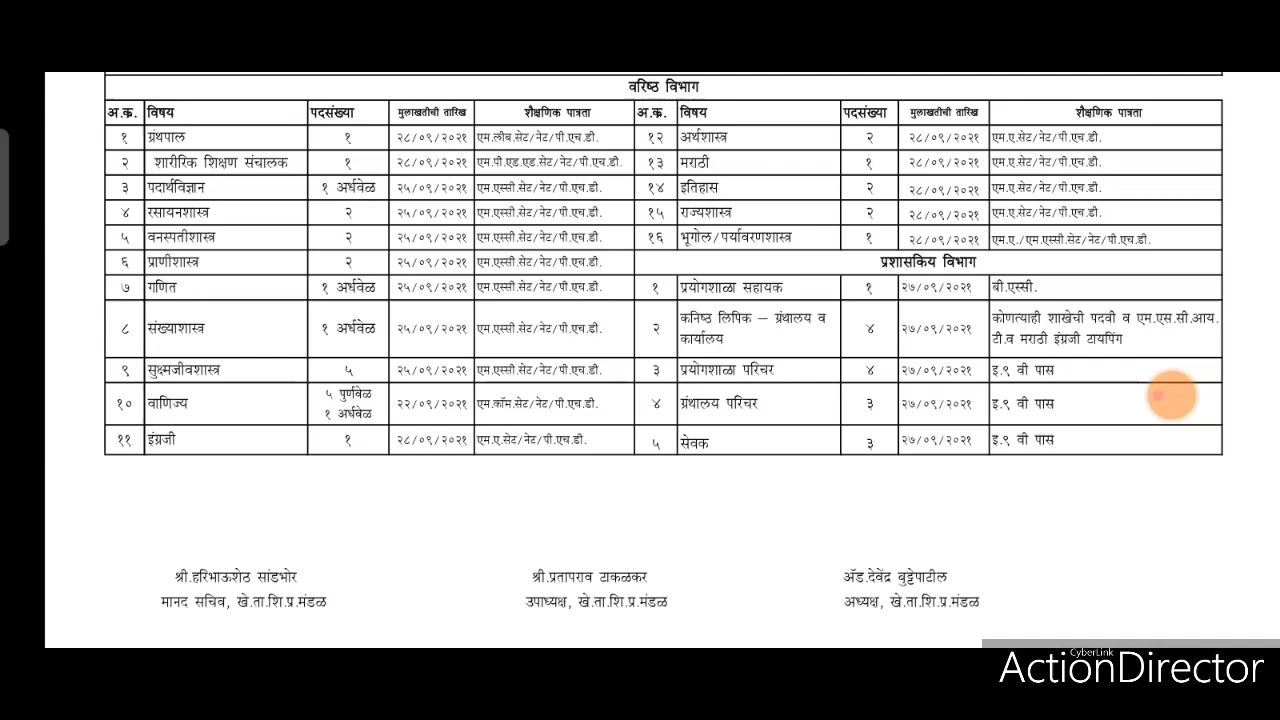 वरिष्ठ विभाग
अ.क्र. विषय पदसंख्या मुलाखतीची तारिख शैक्षणिक पात्रता अ.क्र. विषय पदसंख्या मुलाखतीची तारिख शैक्षणिक पात्रता
१ ग्रंथपाल १ २८/०९/२०२१ एम.लीब.सेट/नेट/पी.एच.डी. १२ अर्थशास्त्र २ २८/०९/२०२१ एम.ए.सेट/नेट/पी.एच.डी.
२ शारीरिक शिक्षण संचालक १ २८/०९/२०२१ एम.पी.एड.एड.सेट/नेट/पी.एच.डी. १३ मराठी १ २८/०९/२०२१ एम.ए.सेट/नेट/पी.एच.डी.
३ पदार्थविज्ञान १ अर्धवेळ २५/०९/२०२१ एम.एस्सी.सेट/नेट/पी.एच.डी. १४ इतिहास २ २८/०९/२०२१ एम.ए.सेट/नेट/पी.एच.डी.
४ रसायनशास्त्र २ २५/०९/२०२१ एम.एस्सी.सेट/नेट/पी.एच.डी. १५ राज्यशास्त्र २ २८/०९/२०२१ एम.ए.सेट/नेट/पी.एच.डी.
५ वनस्पतीशास्त्र २ २५/०९/२०२१ एम.एस्सी.सेट/नेट/पी.एच.डी. १६ भूगोल/पर्यावरणशास्त्र १ २८/०९/२०२१ एम.ए./एम.एस्सी.सेट/नेट/पी.एच.डी.
६ प्राणीशास्त्र २ २५/०९/२०२१ एम.एस्सी.सेट/नेट/पी.एच.डी. प्रशासकिय विभाग
७ गणित १ अर्धवेळ २५/०९/२०२१ एम.एस्सी.सेट/नेट/पी.एच.डी. १ प्रयोगशाळा सहायक १ २७/०९/२०२१ बी.एस्सी.
८ संख्याशास्त्र १ अर्धवेळ २५/०९/२०२१ एम.एस्सी.सेट/नेट/पी.एच.डी. २ कनिष्ठ लिपिक – ग्रंथालय व ४ २७/०९/२०२१ कोणत्याही शाखेची पदवी व एम.एस.सी.आय.
कार्यालय टी.व मराठी इंग्रजी टायपिंग
९ सुक्ष्मजीवशास्त्र ५ २५/०९/२०२१ एम.एस्सी.सेट/नेट/पी.एच.डी. ३ प्रयोगशाळा परिचर ४ २७/०९/२०२१ इ.९ वी पास
१० वाणिज्य ५ पुर्णवेळ २२/०९/२०२१ एम.कॉम.सेट/नेट/पी.एच.डी. ४ ग्रंथालय परिचर ३ २७/०९/२०२१ इ.९ वी पास
१ अर्धवेळ
११ इंग्रजी १ २८/०९/२०२१ एम.ए.सेट/नेट/पी.एच.डी. ५ सेवक ३ २७/०९/२०२१ इ.९ वी पास
श्री.हरिभाऊशेठ सांडभोर श्री.प्रतापराव टाकळकर अॅड.देवेंद्र बुट्टेपाटील
मानद सचिव, खे.ता.शि.प्र.मंडळ उपाध्यक्ष, खे.ता.शि.प्र.मंडळ अध्यक्ष, खे.ता.शि.प्र.मंडळ
CyberLink
ActionDirector